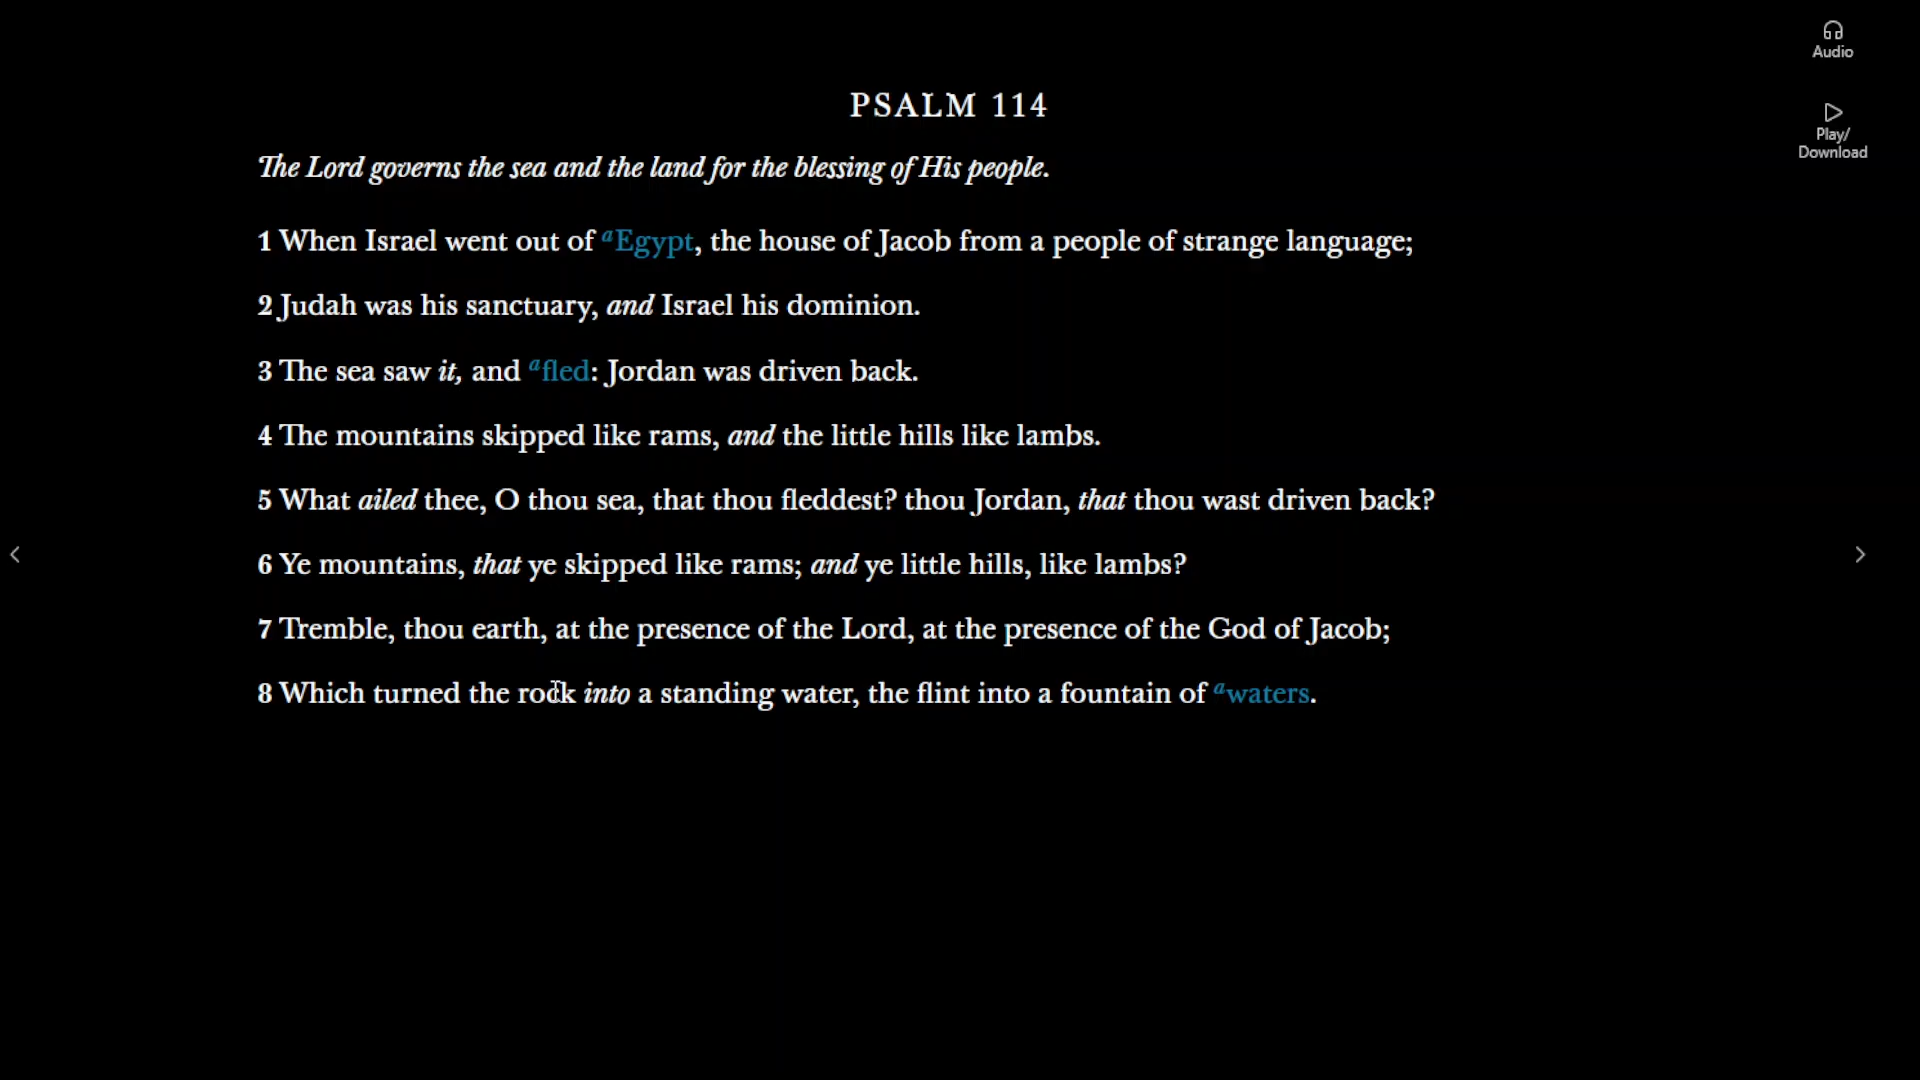 Audio
Play/
Download
PSALM 114
The Lord governs the sea and the land for the blessing of His people.
1 When Israel went out of aEgypt, the house of Jacob from a people of strange language;
2 Judah was his sanctuary, and Israel his dominion.
3 The sea saw it, and afled: Jordan was driven back.
4 The mountains skipped like rams, and the little hills like lambs.
5 What ailed thee, O thou sea, that thou fleddest? thou Jordan, that thou wast driven back?
6 Ye mountains, that ye skipped like rams; and ye little hills, like lambs?
7 Tremble, thou earth, at the presence of the Lord, at the presence of the God of Jacob;
8 Which turned the rock into a standing water, the flint into a fountain of awaters.